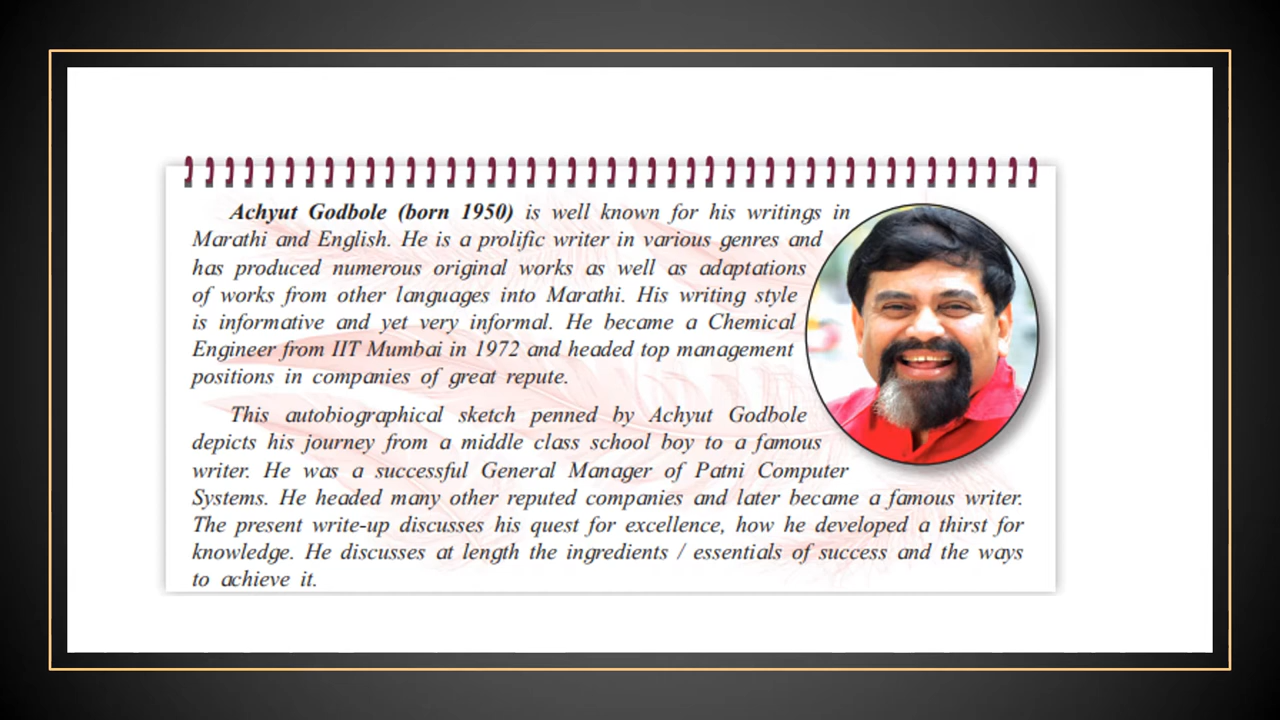 Achyut Godbole (born 1950) is well known for his writings in
Marathi and English. He is a prolific writer in various genres and
has produced numerous original works as well as adaptations
of works from other languages into Marathi. His writing style
is informative and yet very informal. He became a Chemical
Engineer from IIT Mumbai in 1972 and headed top management
positions in companies of great repute.
This autobiographical sketch penned by Achyut Godbole
depicts his journey from a middle class school boy to a famous
writer. He was a successful General Manager of Patni Computer
Systems. He headed many other reputed companies and later became a famous writer.
The present write-up discusses his quest for excellence, how he developed a thirst for
knowledge. He discusses at length the ingredients / essentials of success and the ways
to achieve it.